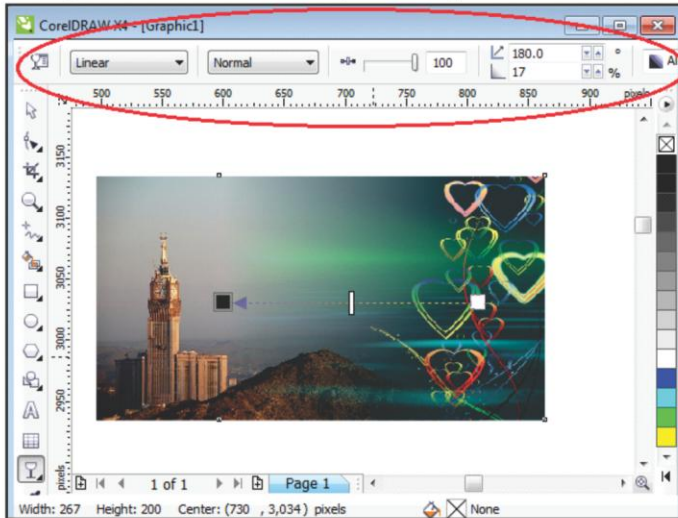 CorelDRAW X4 - [Graphic1]
Linear Normal 100 180.0 °
17 %
500 550 600 650 700 750 800 850 900 pixels
3150
3100
3050
3000
2950
pixels
1 of 1 Page 1
Width: 267 Height: 200 Center: (730 , 3,034) pixels None